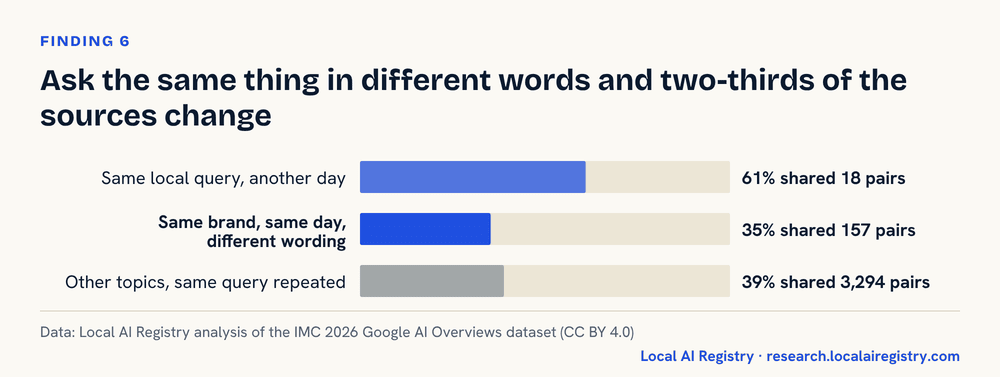 FINDING 6
Ask the same thing in different words and two-thirds of the
sources change
Same local query, another day
61% shared 18 pairs
Same brand, same day,
different wording
35% shared 157 pairs
Other topics, same query repeated
39% shared 3,294 pairs
Data: Local AI Registry analysis of the IMC 2026 Google AI Overviews dataset (CC BY 4.0)
Local AI Registry · research.localairegistry.com